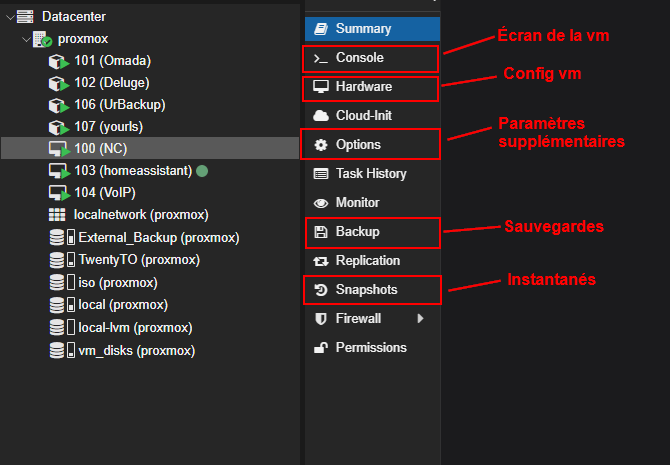 Datacenter
proxmox
101 (Omada)
102 (Deluge)
106 (UrBackup)
107 (yourls)
100 (NC)
103 (homeassistant)
104 (VoIP)
localnetwork (proxmox)
External_Backup (proxmox)
TwentyTO (proxmox)
iso (proxmox)
local (proxmox)
local-lvm (proxmox)
vm_disks (proxmox)
Summary
Console
Hardware
Cloud-Init
Options
Task History
Monitor
Backup
Replication
Snapshots
Firewall
Permissions
Écran de la vm
Config vm
Paramètres
supplémentaires
Sauvegardes
Instantanés